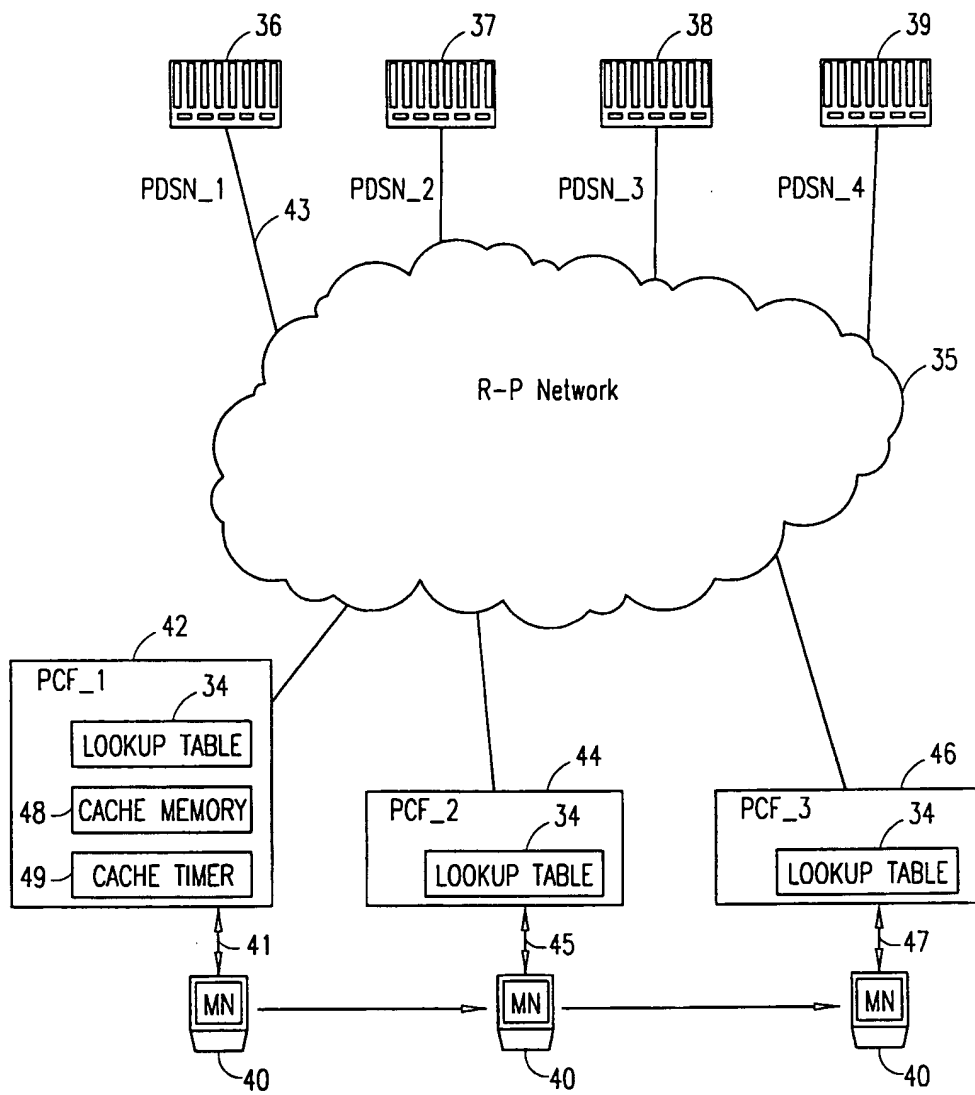 36 37 38 39
PDSN_1 PDSN_2 PDSN_3 PDSN_4
43
35
R-P Network
42
PCF_1
34
LOOKUP TABLE
48 CACHE MEMORY
49 CACHE TIMER
44
PCF_2
34
LOOKUP TABLE
46
PCF_3
34
LOOKUP TABLE
41 45 47
MN MN MN
40 40 40